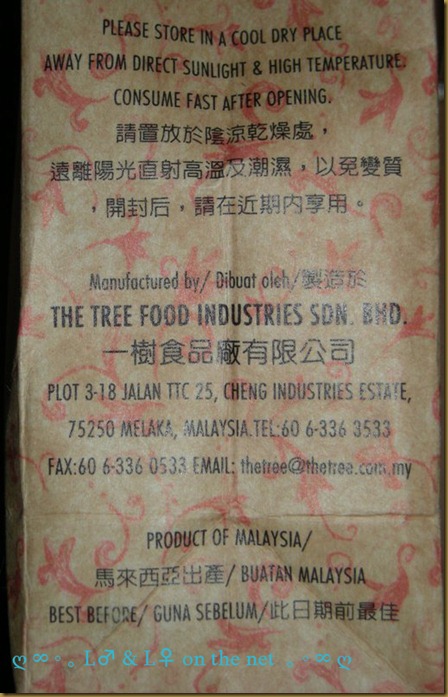 PLEASE STORE IN A COOL DRY PLACE
AWAY FROM DIRECT SUNLIGHT & HIGH TEMPERATURE.
CONSUME FAST AFTER OPENING.
請置放於陰涼乾燥處，
遠離陽光直射高溫及潮濕，以免變質
，開封后，請在近期內享用。
Manufactured by/ Dibuat oleh/製造於
THE TREE FOOD INDUSTRIES SDN. BHD.
一樹食品廠有限公司
PLOT 3-18 JALAN TTC 25, CHENG INDUSTRIES ESTATE,
75250 MELAKA, MALAYSIA.TEL:60 6-336 3533
FAX:60 6-336 0533 EMAIL: thetree@thetree.com.my
PRODUCT OF MALAYSIA/
馬來西亞出產/ BUATAN MALAYSIA
BEST BEFORE/ GUNA SEBELUM/此日期前最佳
ღ ∞ ॰ 。L♂ & L♀ on the net 。॰ ∞ ღ